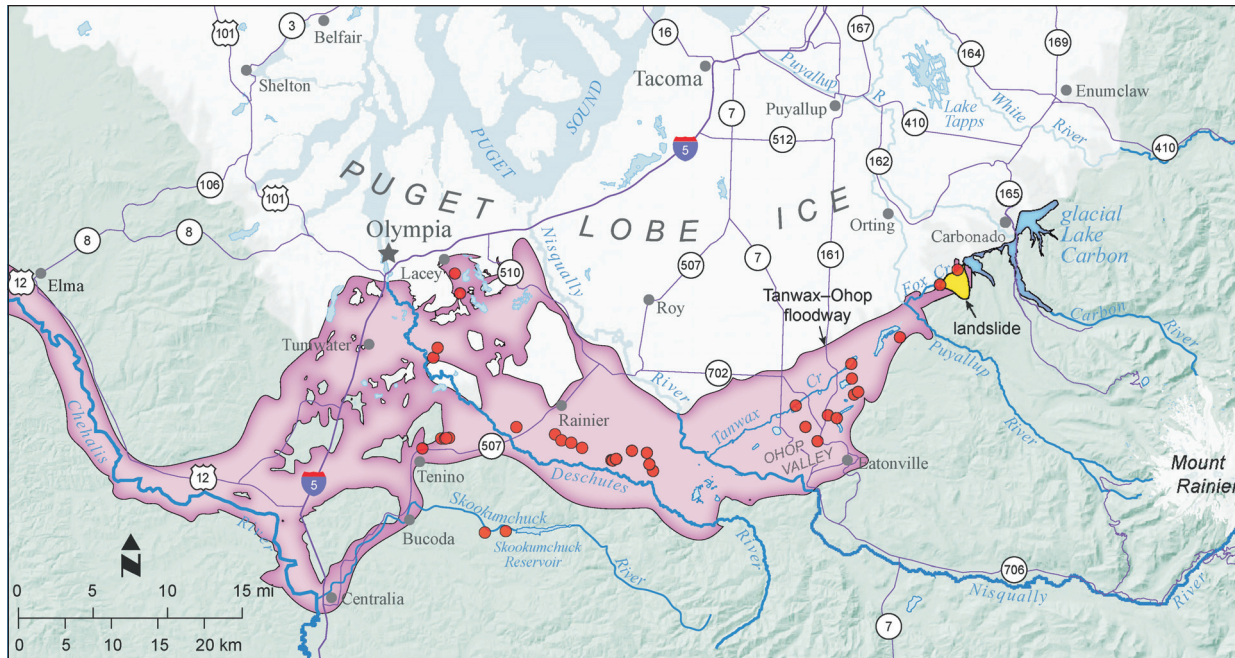 101
3
Belfair
16
167
164
169
Shelton
Tacoma
Puyallup
R
Enumclaw
SOUND
PUGET
7
Puyallup
Lake
Tapps
White
River
410
410
512
5
162
106
101
PUGET
LOBE
ICE
165
Olympia
Orting
Carbonado
glacial
Lake
Carbon
8
8
Nisqually
Lacey
510
507
7
161
12
Elma
Roy
Tanwax–Ohop
floodway
Fox Cr
landslide
Carbon
River
Tumwater
River
702
Puyallup
River
Chehalis
Rainier
Tanwax
Cr
507
OHOP
VALLEY
Eatonville
12
5
Tenino
Deschutes
Mount
Rainier
River
Skookumchuck
Bucoda
Skookumchuck
Reservoir
River
River
N
706
Nisqually
River
0 5 10 15 mi
Centralia
7
0 5 10 15 20 km